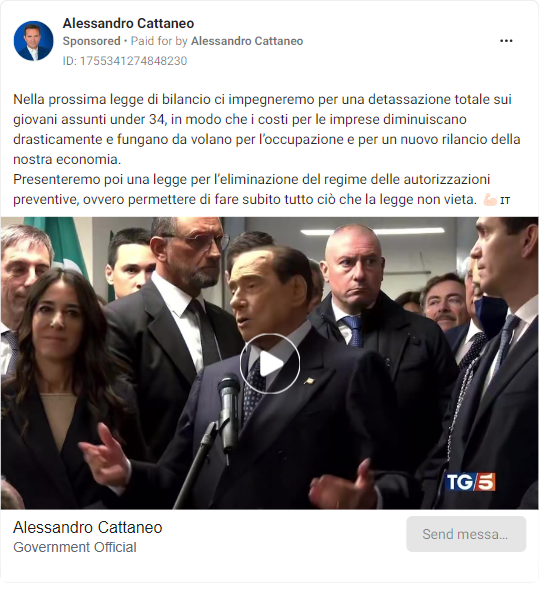 Alessandro Cattaneo
Sponsored • Paid for by Alessandro Cattaneo
ID: 1755341274848230
Nella prossima legge di bilancio ci impegneremo per una detassazione totale sui
giovani assunti under 34, in modo che i costi per le imprese diminuiscano
drasticamente e fungano da volano per l’occupazione e per un nuovo rilancio della
nostra economia.
Presenteremo poi una legge per l’eliminazione del regime delle autorizzazioni
preventive, ovvero permettere di fare subito tutto ciò che la legge non vieta. 💪🏻 🇮🇹
TG/5
Alessandro Cattaneo
Government Official
Send messa...